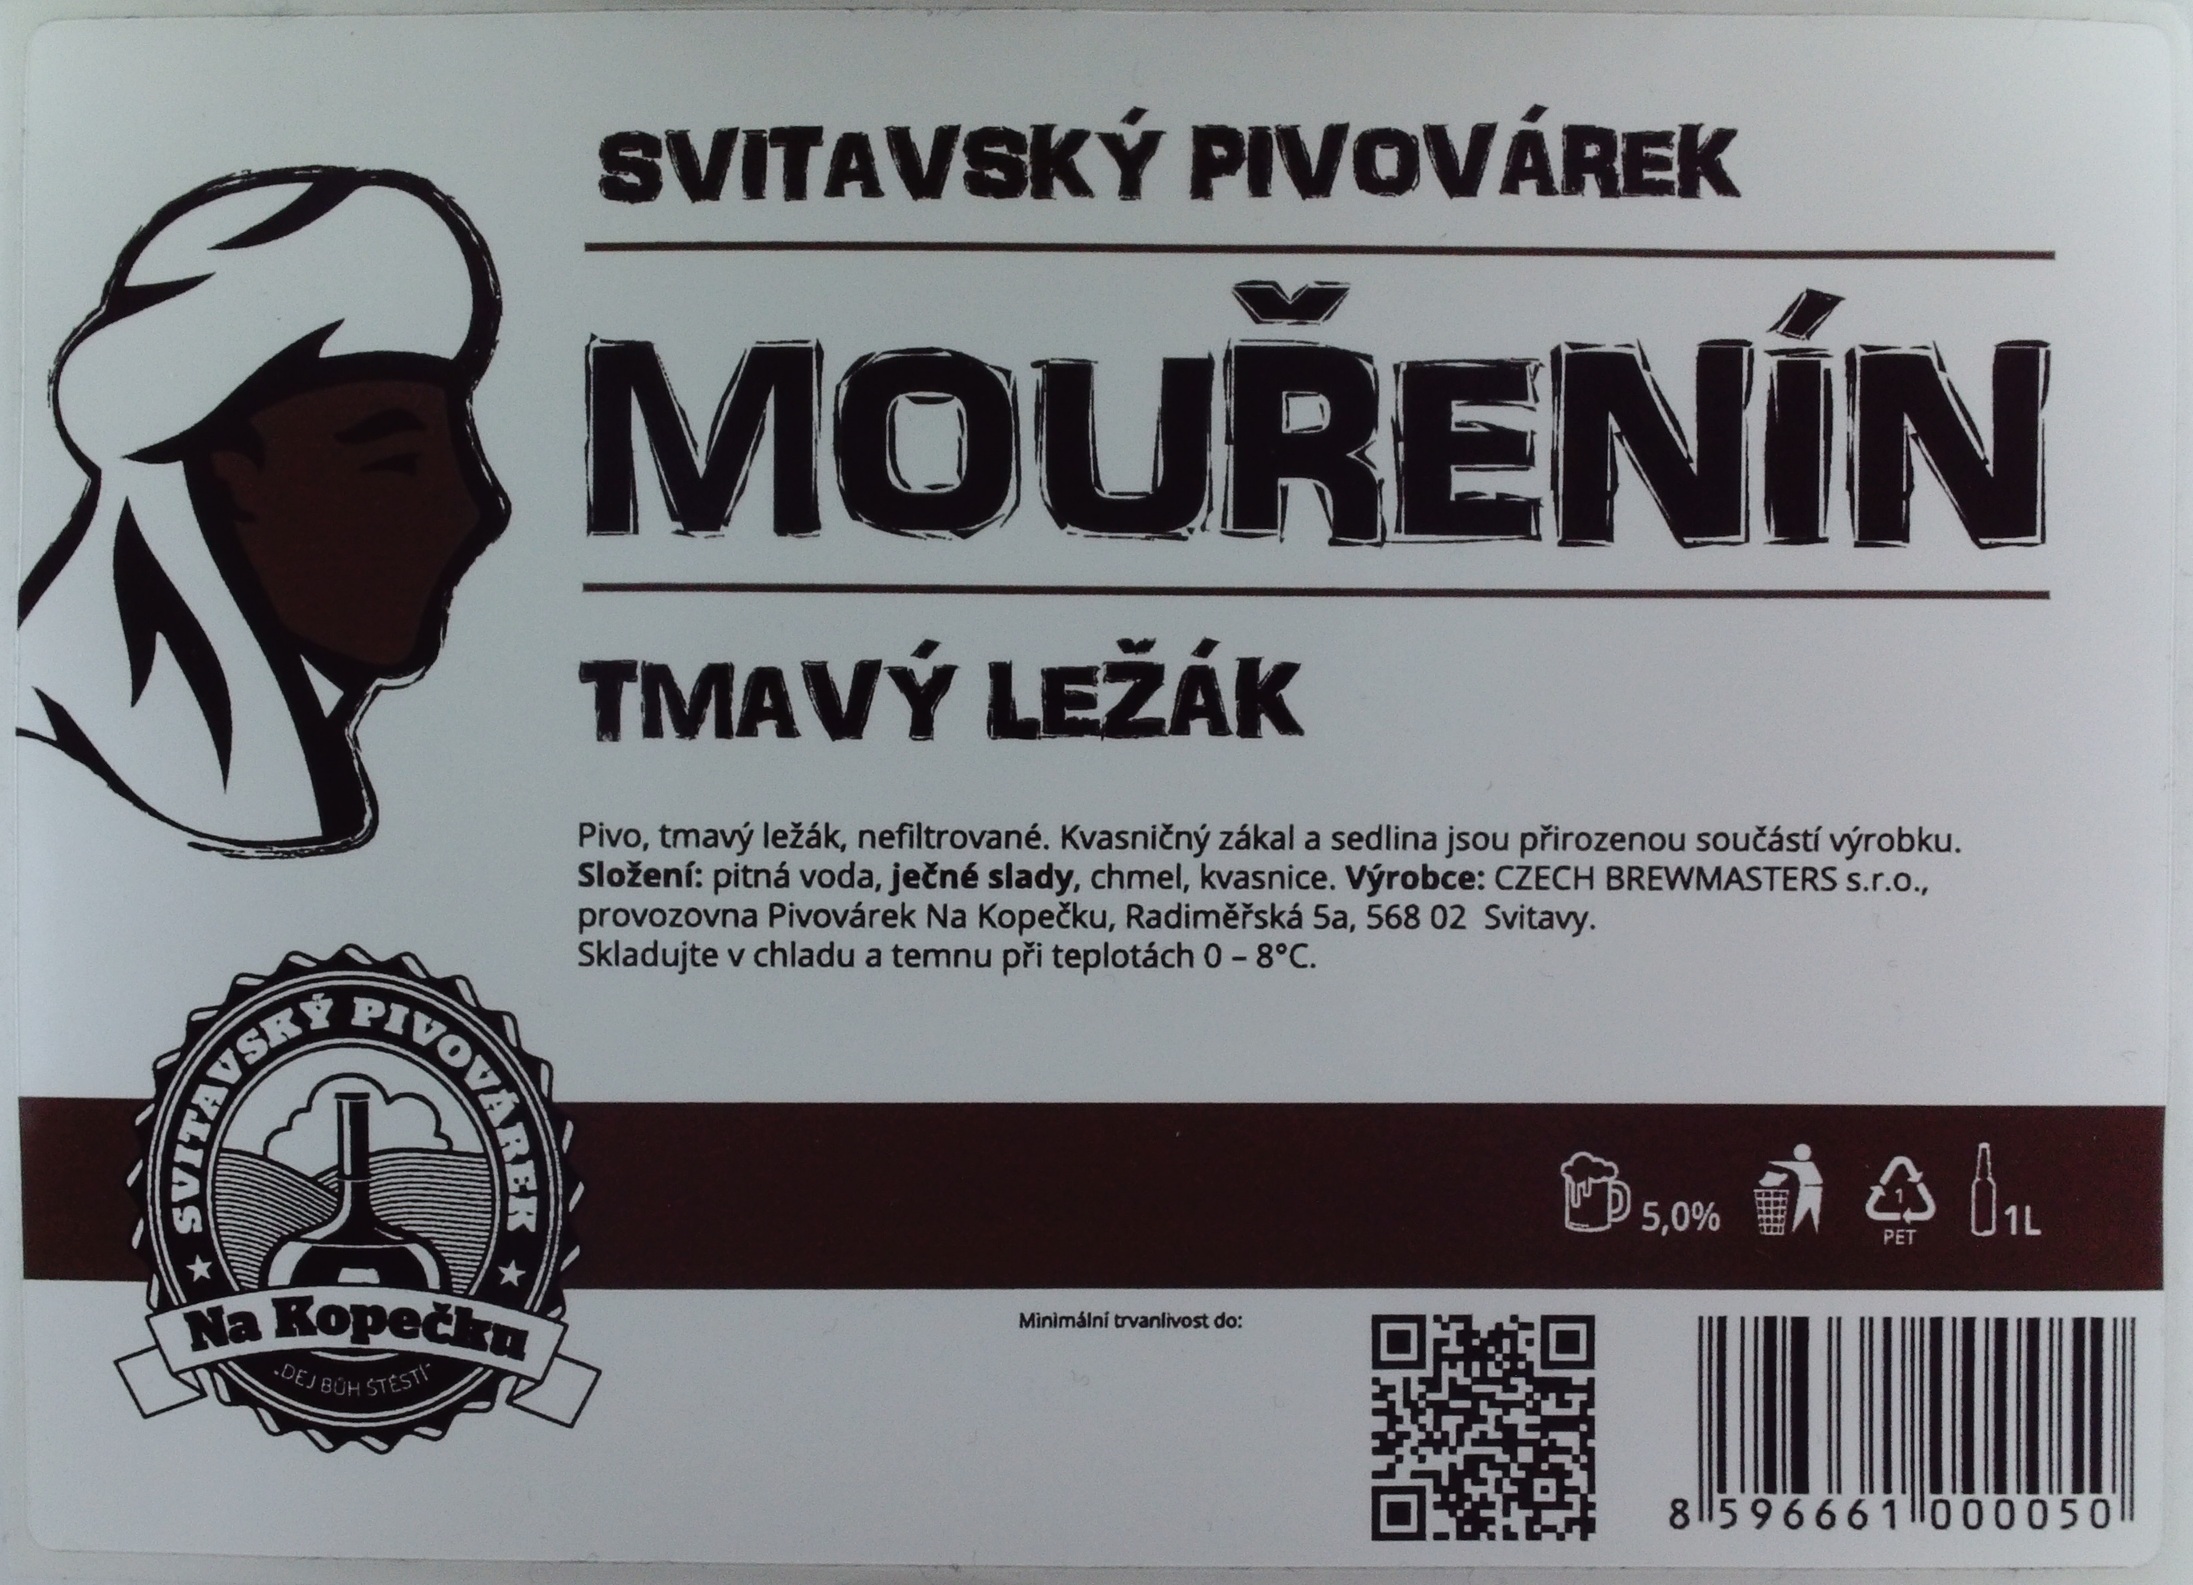 SVITAVSKÝ PIVOVÁREK
MOUŘENÍN
TMAVÝ LEŽÁK
Pivo, tmavý ležák, nefiltrované. Kvasničný zákal a sedlina jsou přirozenou součástí výrobku.
Složení: pitná voda, ječné slady, chmel, kvasnice. Výrobce: CZECH BREWMASTERS s.r.o.,
provozovna Pivovárek Na Kopečku, Radiměřská 5a, 568 02 Svitavy.
Skladujte v chladu a temnu při teplotách 0 – 8°C.
SVITAVSKÝ PIVOVÁREK
Na Kopečku
„DEJ BŮH ŠTĚSTÍ“
5,0%
1
PET
1L
Minimální trvanlivost do:
8 596661 000050